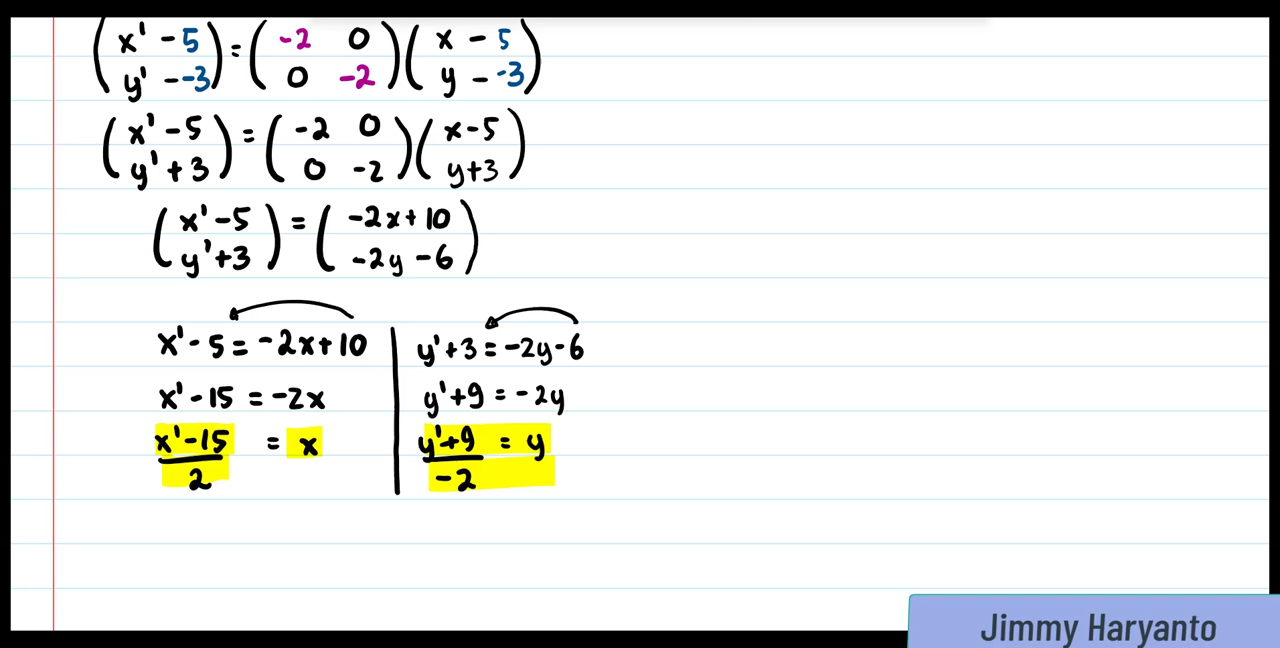 (x' - 5) = (-2 0)(x - 5)
(y' - -3) (0 -2)(y - -3)
(x' - 5) = (-2 0)(x - 5)
(y' + 3) (0 -2)(y + 3)
(x' - 5) = (-2x + 10)
(y' + 3) (-2y - 6)
x' - 5 = -2x + 10 | y' + 3 = -2y - 6
x' - 15 = -2x | y' + 9 = -2y
x' - 15 = x | y' + 9 = y
2 | -2
Jimmy Haryanto